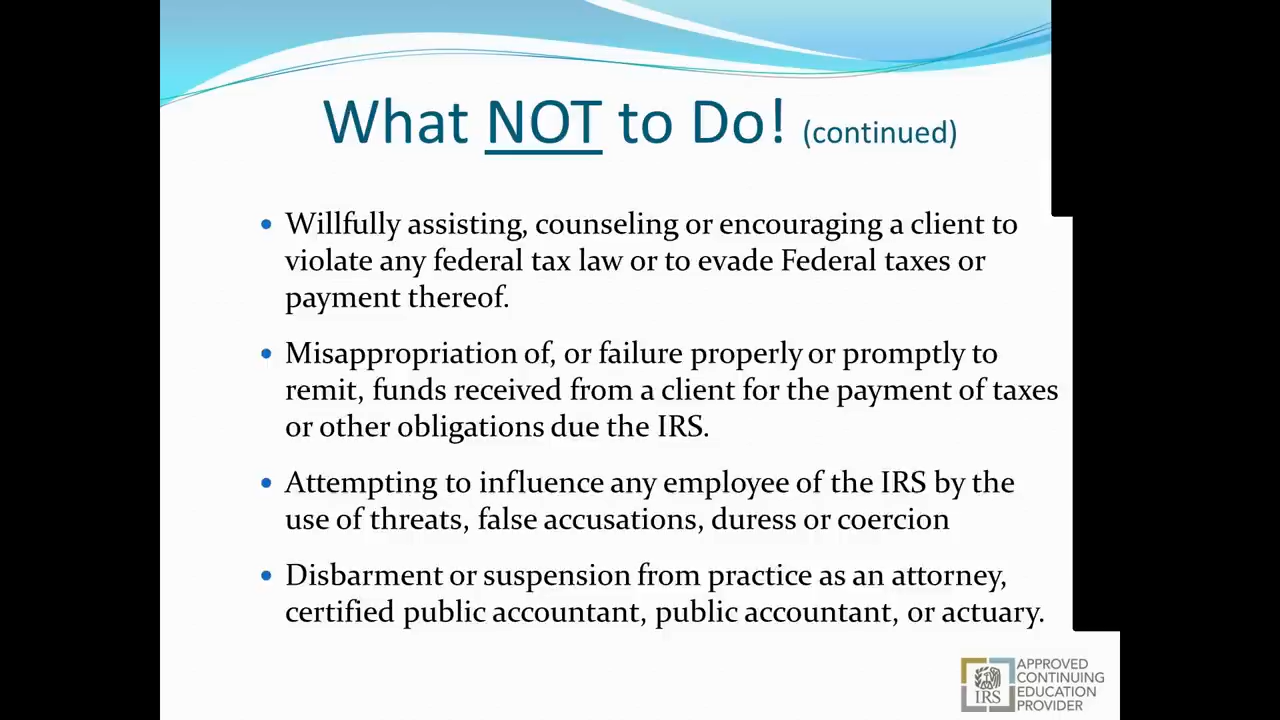 What NOT to Do! (continued)
• Willfully assisting, counseling or encouraging a client to
violate any federal tax law or to evade Federal taxes or
payment thereof.
• Misappropriation of, or failure properly or promptly to
remit, funds received from a client for the payment of taxes
or other obligations due the IRS.
• Attempting to influence any employee of the IRS by the
use of threats, false accusations, duress or coercion
• Disbarment or suspension from practice as an attorney,
certified public accountant, public accountant, or actuary.
IRS
APPROVED
CONTINUING
EDUCATION
PROVIDER